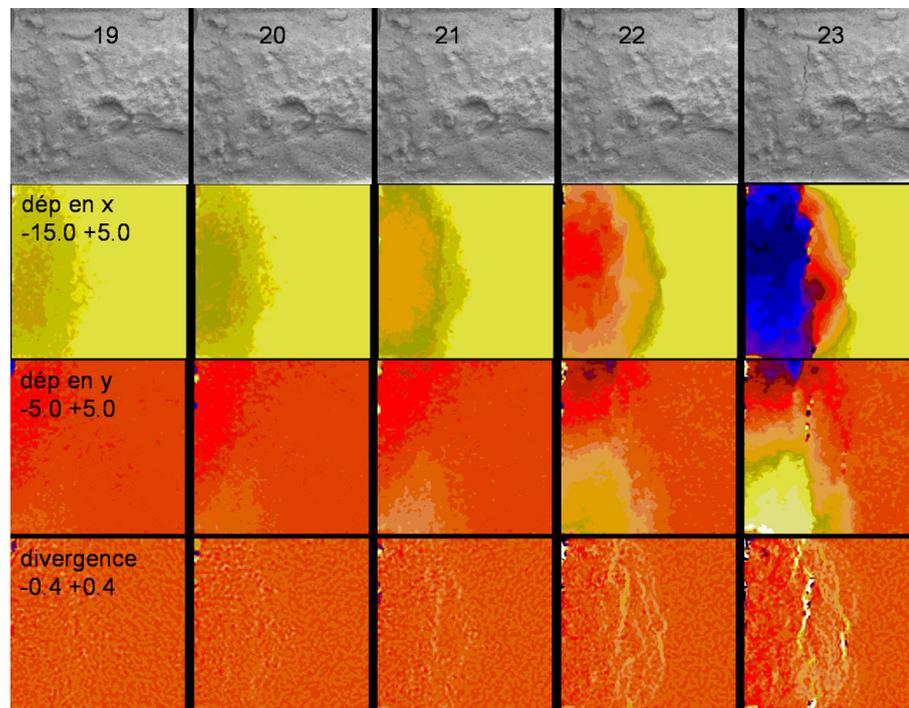 19
20
21
22
23
dép en x
-15.0 +5.0
dép en y
-5.0 +5.0
divergence
-0.4 +0.4